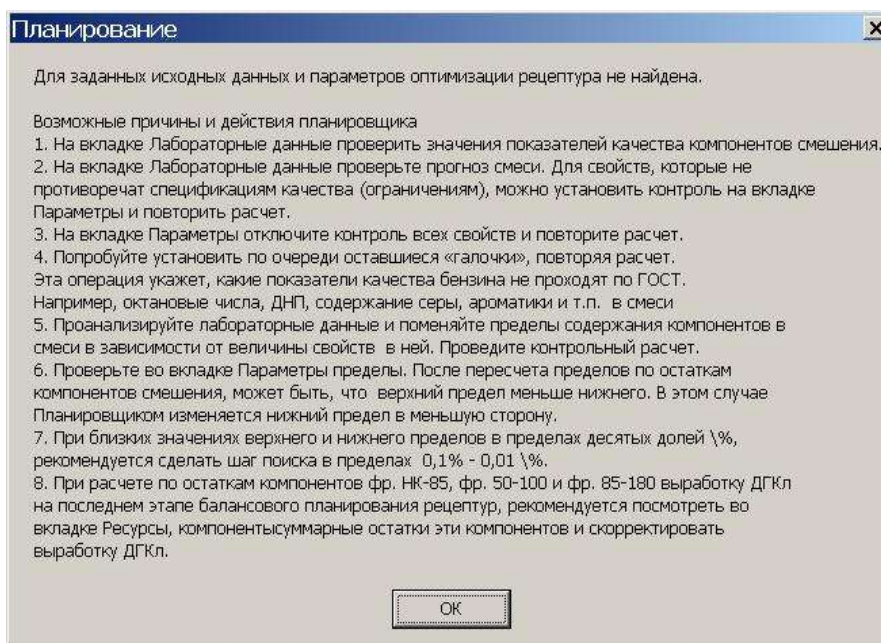 Планирование
Для заданных исходных данных и параметров оптимизации рецептура не найдена.
Возможные причины и действия планировщика
1. На вкладке Лабораторные данные проверить значения показателей качества компонентов смешения.
2. На вкладке Лабораторные данные проверьте прогноз смеси. Для свойств, которые не
противоречат спецификациям качества (ограничениям), можно установить контроль на вкладке
Параметры и повторить расчет.
3. На вкладке Параметры отключите контроль всех свойств и повторите расчет.
4. Попробуйте установить по очереди оставшиеся «галочки», повторяя расчет.
Эта операция укажет, какие показатели качества бензина не проходят по ГОСТ.
Например, октановые числа, ДНП, содержание серы, ароматики и т.п. в смеси
5. Проанализируйте лабораторные данные и поменяйте пределы содержания компонентов в
смеси в зависимости от величины свойств в ней. Проведите контрольный расчет.
6. Проверьте во вкладке Параметры пределы. После пересчета пределов по остаткам
компонентов смешения, может быть, что верхний предел меньше нижнего. В этом случае
Планировщиком изменяется нижний предел в меньшую сторону.
7. При близких значениях верхнего и нижнего пределов в пределах десятых долей \%,
рекомендуется сделать шаг поиска в пределах 0,1% - 0,01 \%.
8. При расчете по остаткам компонентов фр. НК-85, фр. 50-100 и фр. 85-180 выработку ДГКл
на последнем этапе балансового планирования рецептур, рекомендуется посмотреть во
вкладке Ресурсы, компонентысуммарные остатки эти компонентов и скорректировать
выработку ДГКл.
ОК